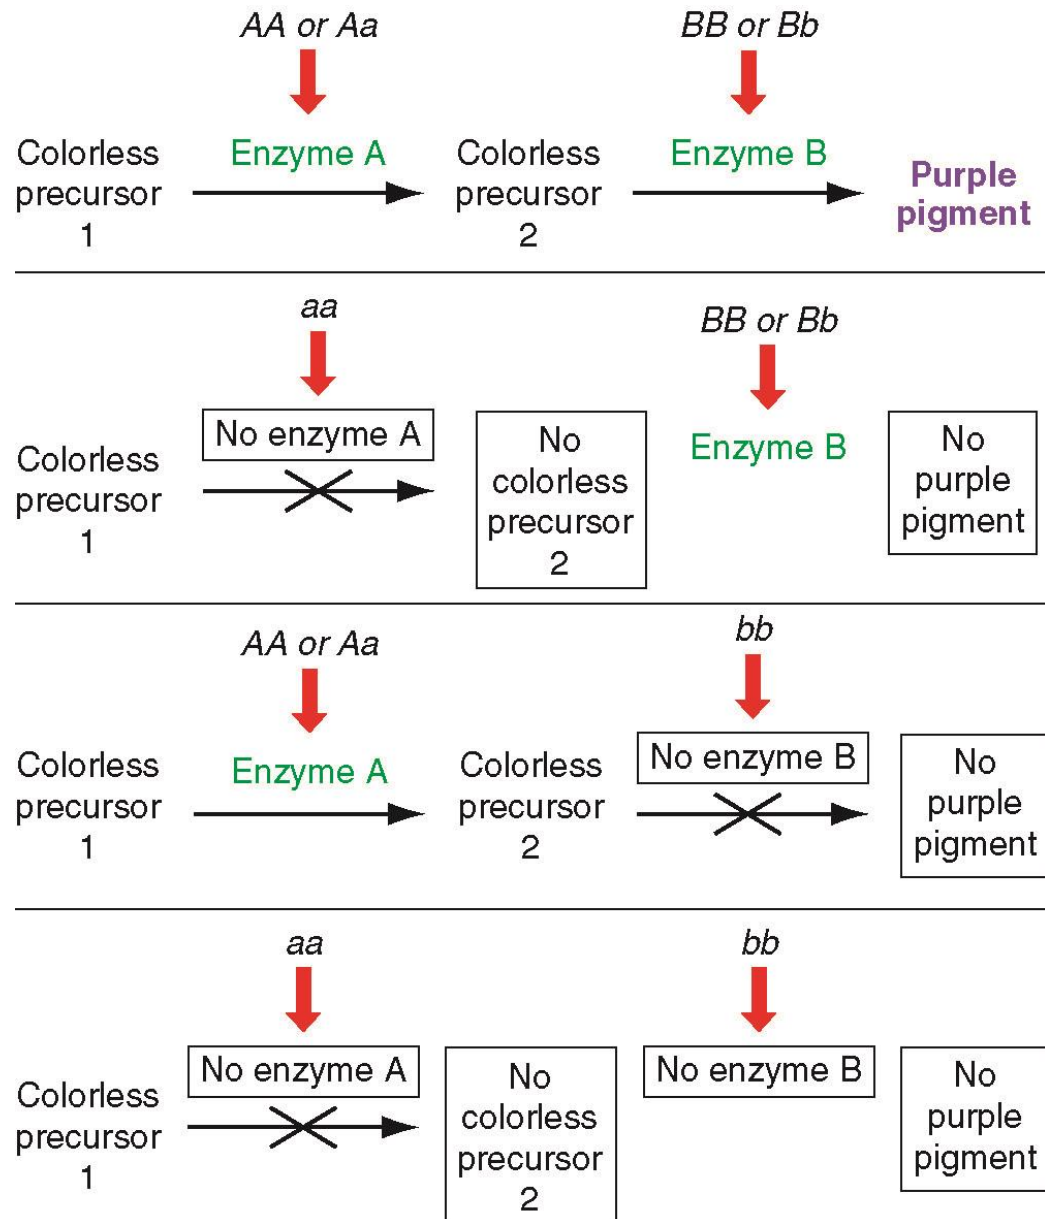 AA or Aa
BB or Bb
Colorless
precursor
1
Enzyme A
Colorless
precursor
2
Enzyme B
Purple
pigment
aa
BB or Bb
Colorless
precursor
1
No enzyme A
No
colorless
precursor
2
Enzyme B
No
purple
pigment
AA or Aa
bb
Colorless
precursor
1
Enzyme A
Colorless
precursor
2
No enzyme B
No
purple
pigment
aa
bb
Colorless
precursor
1
No enzyme A
No
colorless
precursor
2
No enzyme B
No
purple
pigment